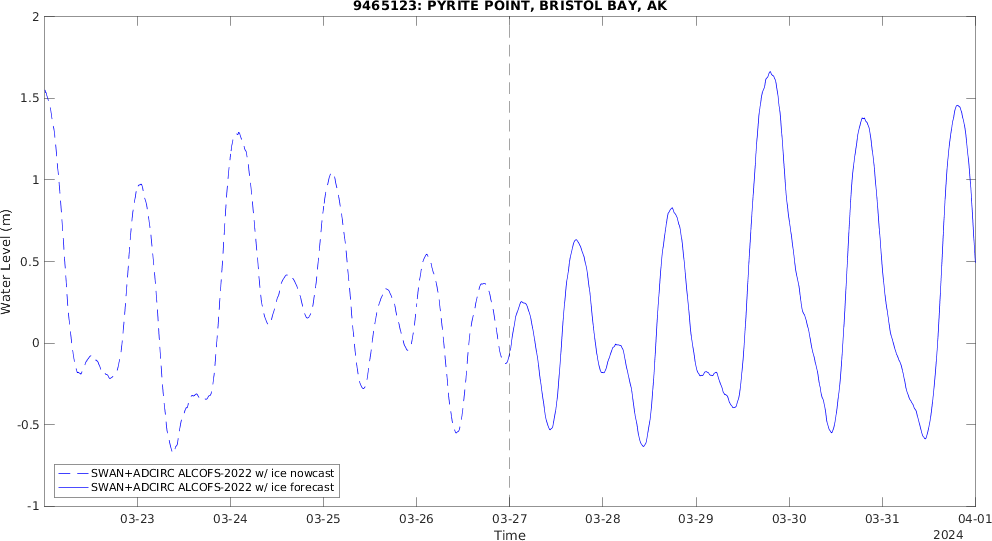 9465123: PYRITE POINT, BRISTOL BAY, AK
2
1.5
1
0.5
0
-0.5
-1
Water Level (m)
SWAN+ADCIRC ALCOFS-2022 w/ ice nowcast
SWAN+ADCIRC ALCOFS-2022 w/ ice forecast
03-23 03-24 03-25 03-26 03-27 03-28 03-29 03-30 03-31 04-01
Time
2024